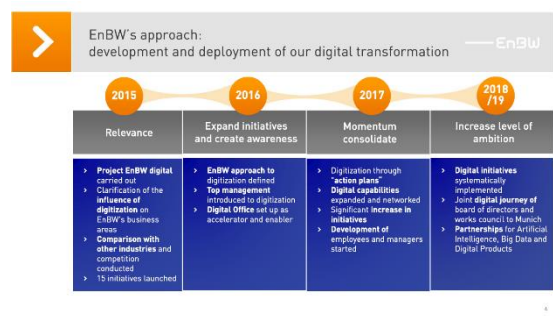 EnBW's approach:
development and deployment of our digital transformation
EnBW
2015
2016
2017
2018
/19
Relevance
Expand initiatives
and create awareness
Momentum
consolidate
Increase level of
ambition
> Project EnBW digital
carried out
> Clarification of the
influence of
digitization on
EnBW's business
areas
> Comparison with
other industries and
competition
conducted
> 15 initiatives launched
> EnBW approach to
digitization defined
> Top management
introduced to digitization
> Digital Office set up as
accelerator and enabler
> Digitization through
"action plans"
> Digital capabilities
expanded and networked
> Significant increase in
initiatives
> Development of
employees and managers
started
> Digital initiatives
systematically
implemented
> Joint digital journey of
board of directors and
works council to Munich
> Partnerships for Artificial
Intelligence, Big Data and
Digital Products